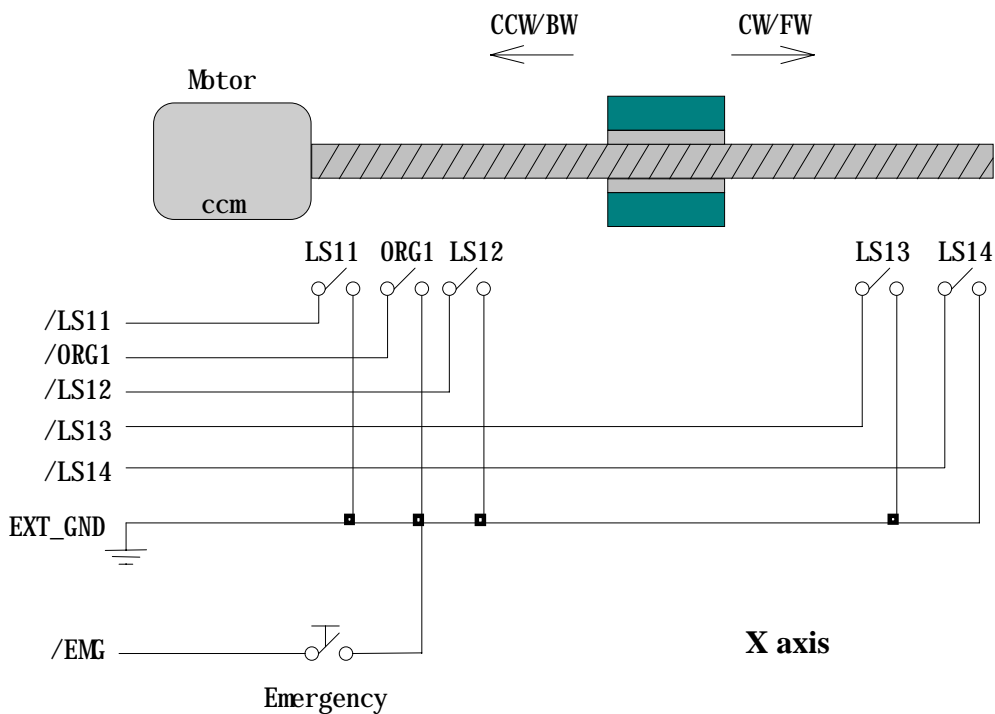 CCW/BW
CW/FW
Motor
ccm
LS11
ORG1
LS12
LS13
LS14
/LS11
/ORG1
/LS12
/LS13
/LS14
EXT_GND
/EMG
X axis
Emergency